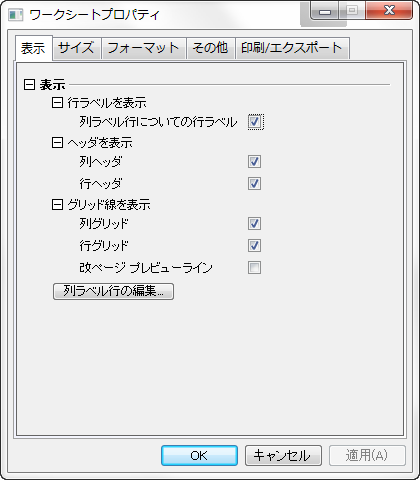 ワークシートプロパティ
表示 サイズ フォーマット その他 印刷/エクスポート
表示
行ラベルを表示
列ラベル行についての行ラベル
ヘッダを表示
列ヘッダ
行ヘッダ
グリッド線を表示
列グリッド
行グリッド
改ページ プレビューライン
列ラベル行の編集...
OK キャンセル 適用(A)